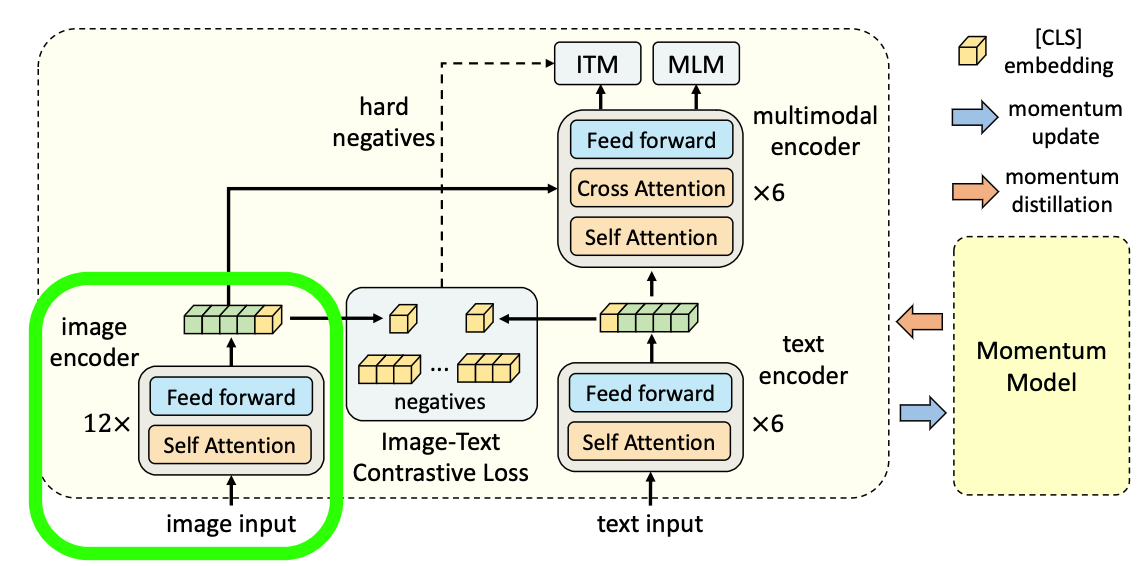 ITM
MLM
hard
negatives
multimodal
encoder
Feed forward
Cross Attention
Self Attention
×6
image
encoder
12×
Feed forward
Self Attention
image input
...
negatives
Image-Text
Contrastive Loss
text
encoder
Feed forward
Self Attention
×6
text input
[CLS]
embedding
momentum
update
momentum
distillation
Momentum
Model